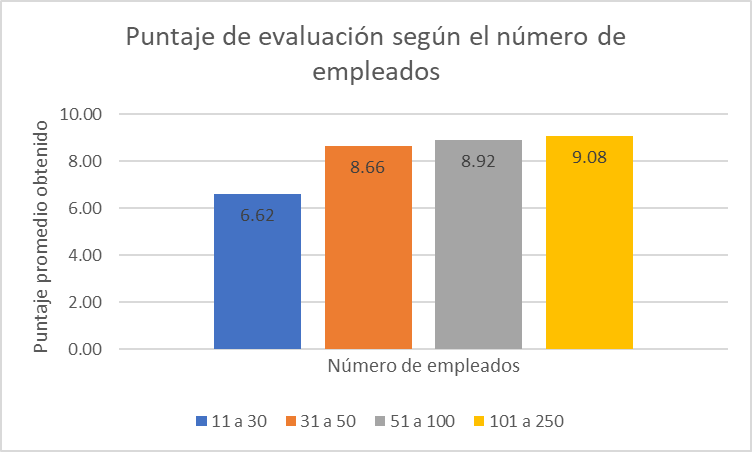 Puntaje de evaluación según el número de
empleados
Puntaje promedio obtenido
10.00
8.00
6.00
4.00
2.00
0.00
6.62
8.66
8.92
9.08
Número de empleados
11 a 30
31 a 50
51 a 100
101 a 250